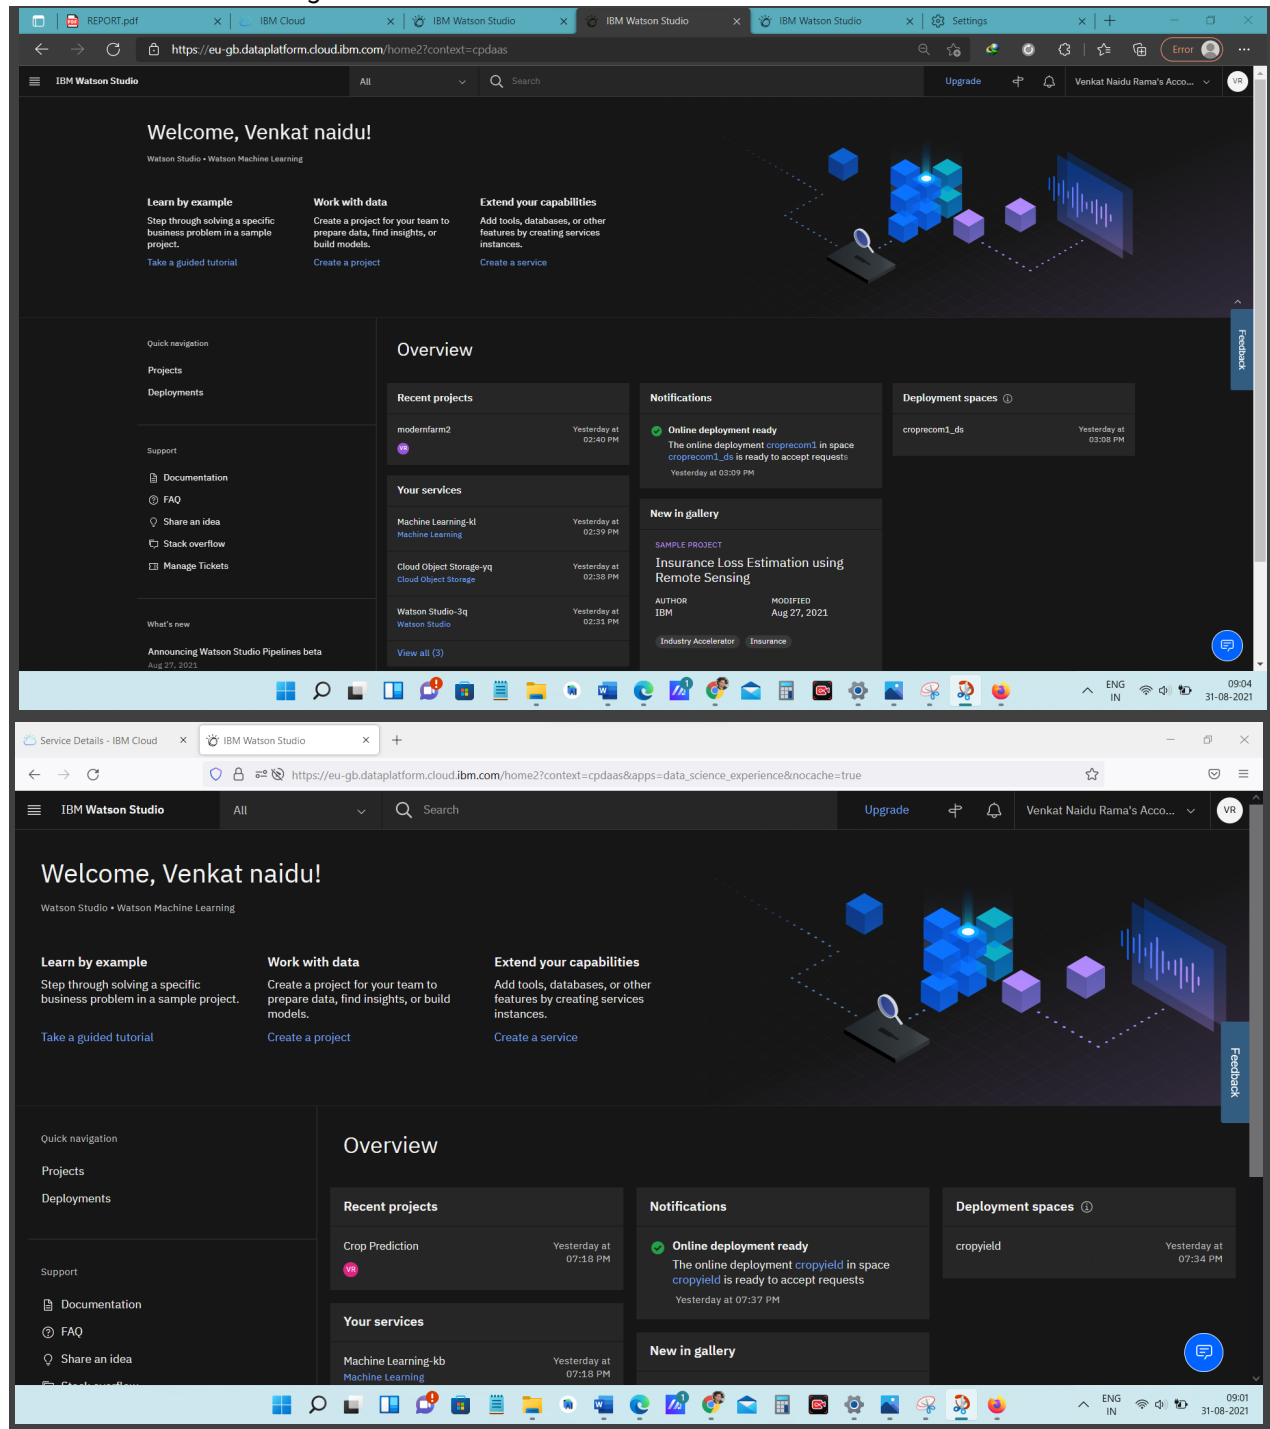 REPORT.pdf
IBM Cloud
IBM Watson Studio
IBM Watson Studio
IBM Watson Studio
Settings
https://eu-gb.dataplatform.cloud.ibm.com/home2?context=cpdaas
Error
IBM Watson Studio
All
Search
Upgrade
Venkat Naidu Rama's Acco...
VR
Welcome, Venkat naidu!
Watson Studio • Watson Machine Learning
Learn by example
Step through solving a specific
business problem in a sample
project.
Take a guided tutorial
Work with data
Create a project for your team to
prepare data, find insights, or
build models.
Create a project
Extend your capabilities
Add tools, databases, or other
features by creating services
instances.
Create a service
Feedback
Quick navigation
Projects
Deployments
Support
Documentation
FAQ
Share an idea
Stack overflow
Manage Tickets
What's new
Announcing Watson Studio Pipelines beta
Aug 27, 2021
Overview
Recent projects
modernfarm2
Yesterday at
02:40 PM
VR
Your services
Machine Learning-kl
Machine Learning
Yesterday at
02:39 PM
Cloud Object Storage-yq
Cloud Object Storage
Yesterday at
02:38 PM
Watson Studio-3q
Watson Studio
Yesterday at
02:31 PM
View all (3)
Notifications
Online deployment ready
The online deployment croprecom1 in space
croprecom1_ds is ready to accept requests
Yesterday at 03:09 PM
New in gallery
SAMPLE PROJECT
Insurance Loss Estimation using
Remote Sensing
AUTHOR
IBM
MODIFIED
Aug 27, 2021
Industry Accelerator
Insurance
Deployment spaces
croprecom1_ds
Yesterday at
03:08 PM
1
ENG
IN
09:04
31-08-2021
Service Details - IBM Cloud
IBM Watson Studio
https://eu-gb.dataplatform.cloud.ibm.com/home2?context=cpdaas&apps=data_science_experience&nocache=true
IBM Watson Studio
All
Search
Upgrade
Venkat Naidu Rama's Acco...
VR
Welcome, Venkat naidu!
Watson Studio • Watson Machine Learning
Learn by example
Step through solving a specific
business problem in a sample project.
Take a guided tutorial
Work with data
Create a project for your team to
prepare data, find insights, or build
models.
Create a project
Extend your capabilities
Add tools, databases, or other
features by creating services
instances.
Create a service
Feedback
Quick navigation
Projects
Deployments
Support
Documentation
FAQ
Share an idea
Stack overflow
Overview
Recent projects
Crop Prediction
Yesterday at
07:18 PM
VR
Your services
Machine Learning-kb
Machine Learning
Yesterday at
07:18 PM
Notifications
Online deployment ready
The online deployment cropyield in space
cropyield is ready to accept requests
Yesterday at 07:37 PM
New in gallery
Deployment spaces
cropyield
Yesterday at
07:34 PM
1
ENG
IN
09:01
31-08-2021